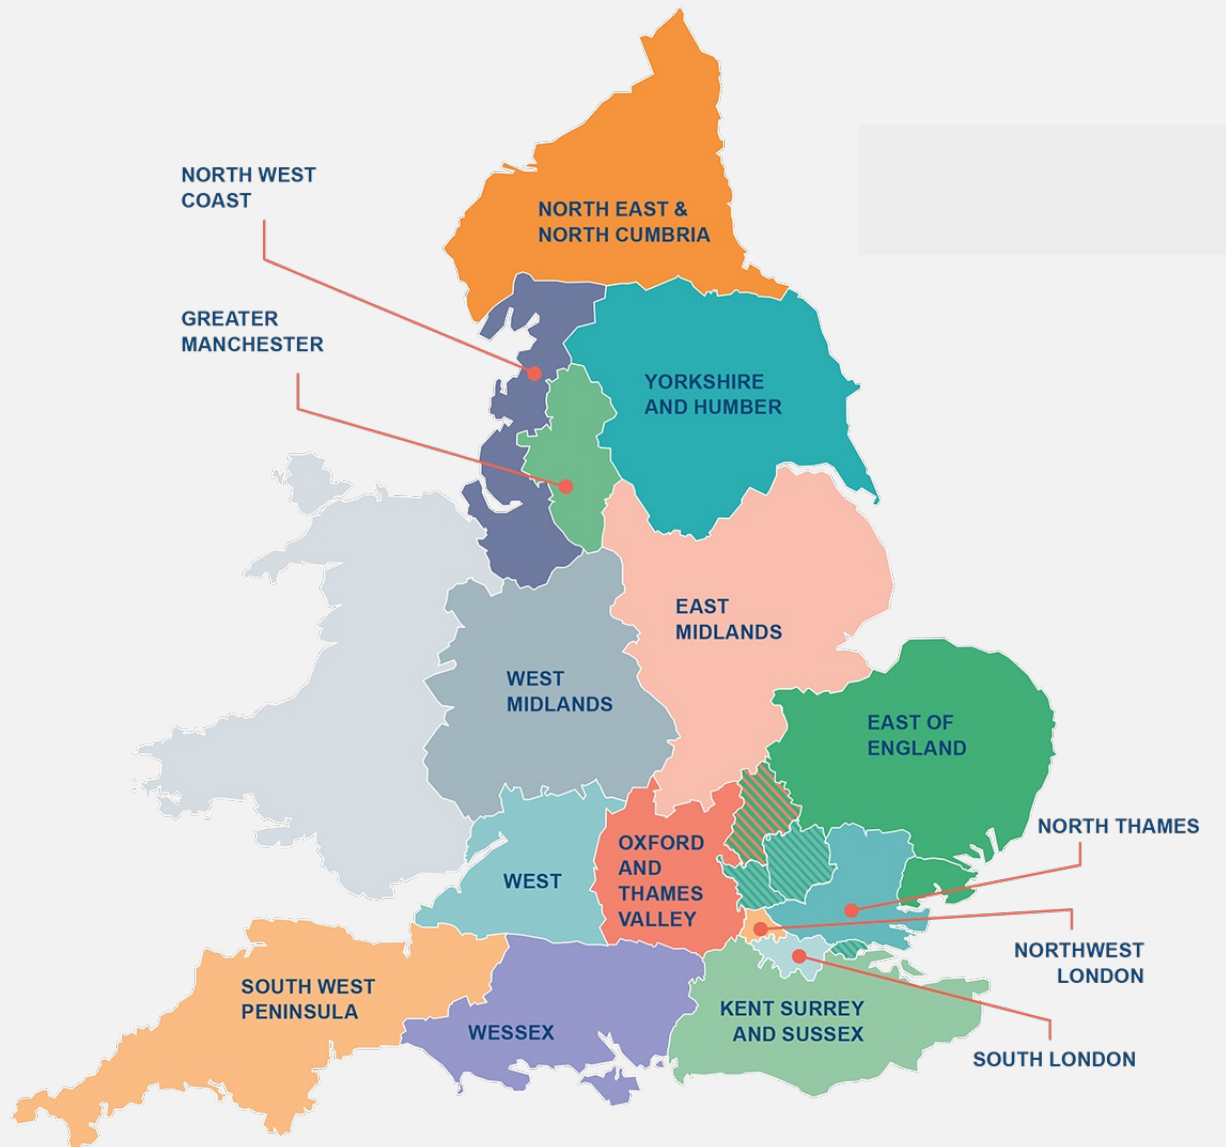 NORTH WEST
COAST
NORTH EAST &
NORTH CUMBRIA
GREATER
MANCHESTER
YORKSHIRE
AND HUMBER
EAST
MIDLANDS
WEST
MIDLANDS
EAST OF
ENGLAND
NORTH THAMES
OXFORD
AND
THAMES
VALLEY
WEST
NORTHWEST
LONDON
SOUTH WEST
PENINSULA
WESSEX
KENT SURREY
AND SUSSEX
SOUTH LONDON